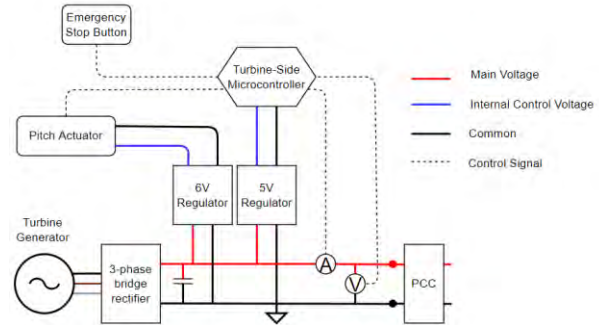 Emergency
Stop Button
Turbine-Side
Microcontroller
Main Voltage
Internal Control Voltage
Common
Control Signal
Pitch Actuator
6V
Regulator
5V
Regulator
Turbine
Generator
3-phase
bridge
rectifier
A
V
PCC